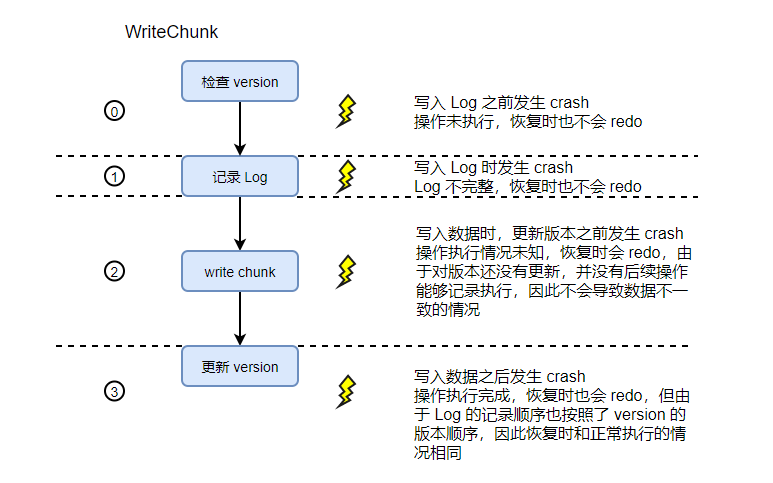 WriteChunk
检查 version
0
写入 Log 之前发生 crash
操作未执行，恢复时也不会 redo
1
记录 Log
写入 Log 时发生 crash
Log 不完整，恢复时也不会 redo
写入数据时，更新版本之前发生 crash
操作执行情况未知，恢复时会 redo，由
于对版本还没有更新，并没有后续操作
能够记录执行，因此不会导致数据不一
致的情况
2
write chunk
更新 version
3
写入数据之后发生 crash
操作执行完成，恢复时也会 redo，但由
于 Log 的记录顺序也按照了 version 的
版本顺序，因此恢复时和正常执行的情
况相同